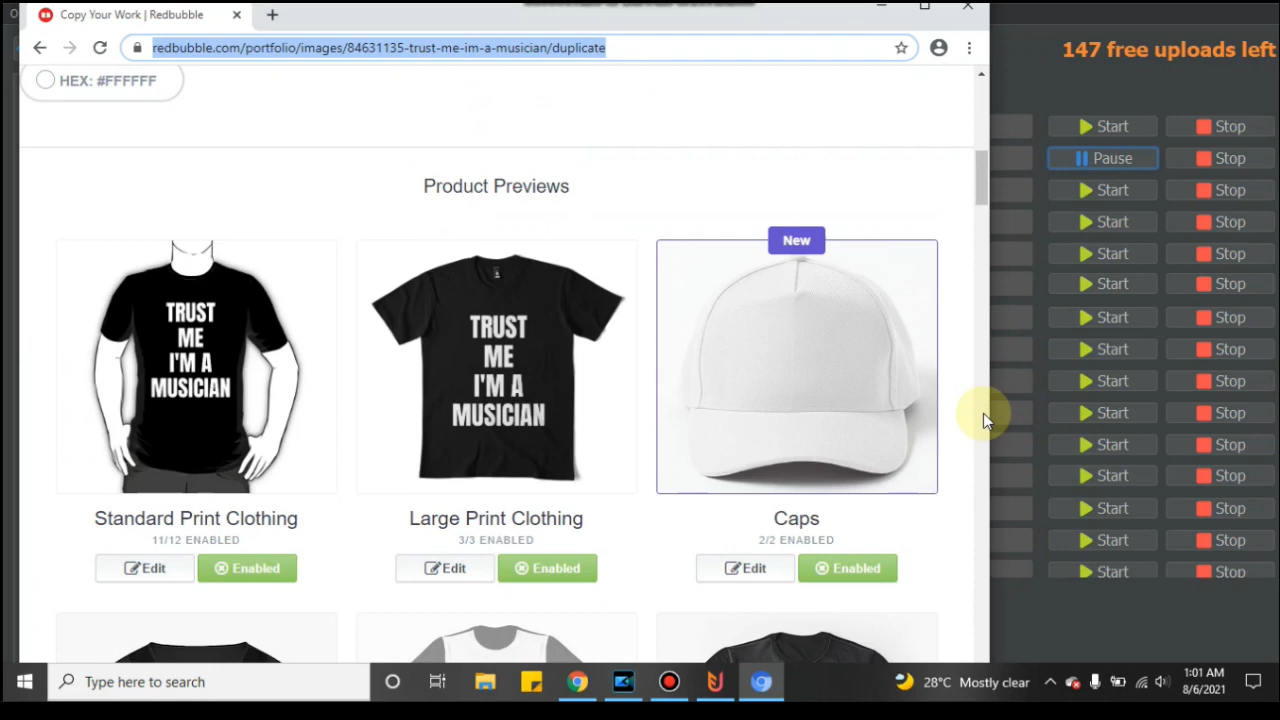 Copy Your Work | Redbubble
redbubble.com/portfolio/images/84631135-trust-me-im-a-musician/duplicate
147 free uploads left
HEX: #FFFFFF
Start Stop
Pause Stop
Start Stop
Start Stop
Start Stop
Start Stop
Start Stop
Start Stop
Start Stop
Start Stop
Start Stop
Start Stop
Start Stop
Start Stop
Start Stop
Product Previews
New
TRUST
ME
I'M A
MUSICIAN
TRUST
ME
I'M A
MUSICIAN
Standard Print Clothing
11/12 ENABLED
Edit Enabled
Large Print Clothing
3/3 ENABLED
Edit Enabled
Caps
2/2 ENABLED
Edit Enabled
Type here to search
28°C Mostly clear
1:01 AM
8/6/2021